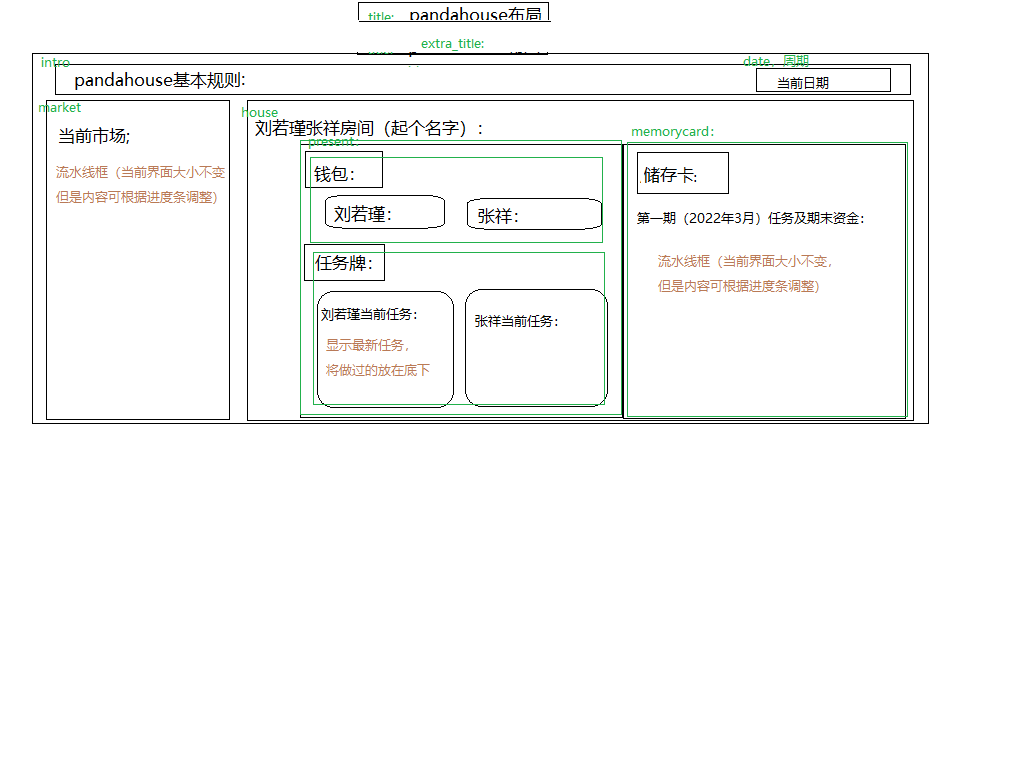 title: pandahouse布局
extra_title:
intro
date、周期
pandahouse基本规则:
当前日期
market
house
当前市场;
刘若瑾张祥房间（起个名字）:
present:
memorycard:
流水线框（当前界面大小不变
但是内容可根据进度条调整）
钱包:
刘若瑾:
张祥:
任务牌:
刘若瑾当前任务:
显示最新任务,
将做过的放在底下
张祥当前任务:
储存卡:
第一期（2022年3月）任务及期末资金:
流水线框（当前界面大小不变,
但是内容可根据进度条调整）